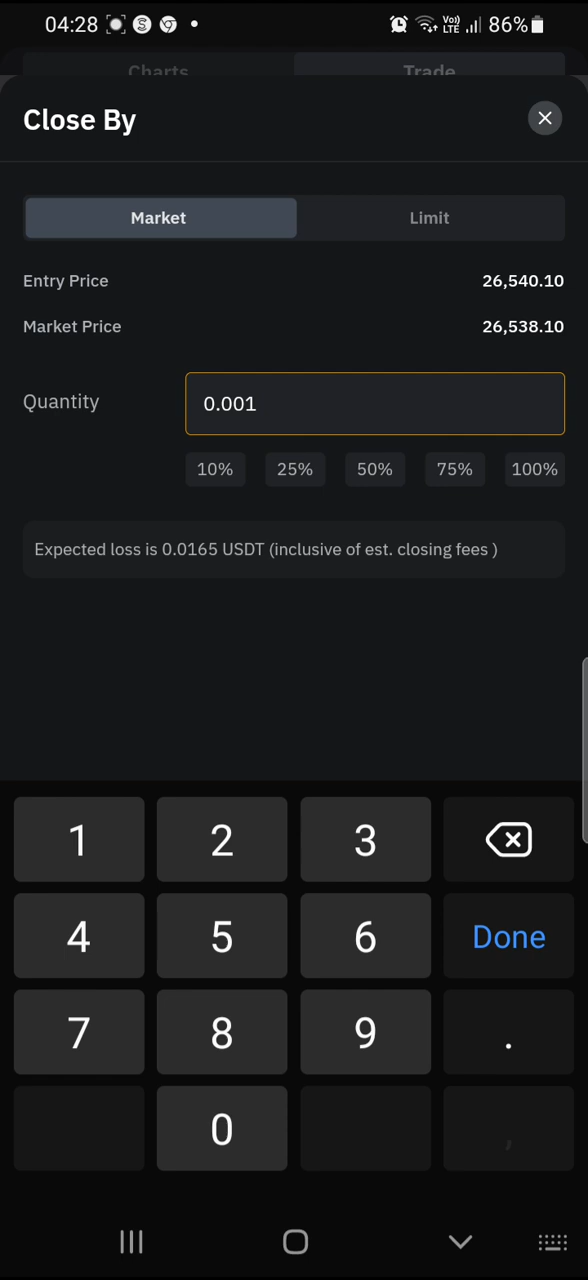 04:28 Vo) LTE 86%
Charts Trade
Close By
Market Limit
Entry Price 26,540.10
Market Price 26,538.10
Quantity 0.001
10% 25% 50% 75% 100%
Expected loss is 0.0165 USDT (inclusive of est. closing fees )
1 2 3
4 5 6 Done
7 8 9 .
0 ,